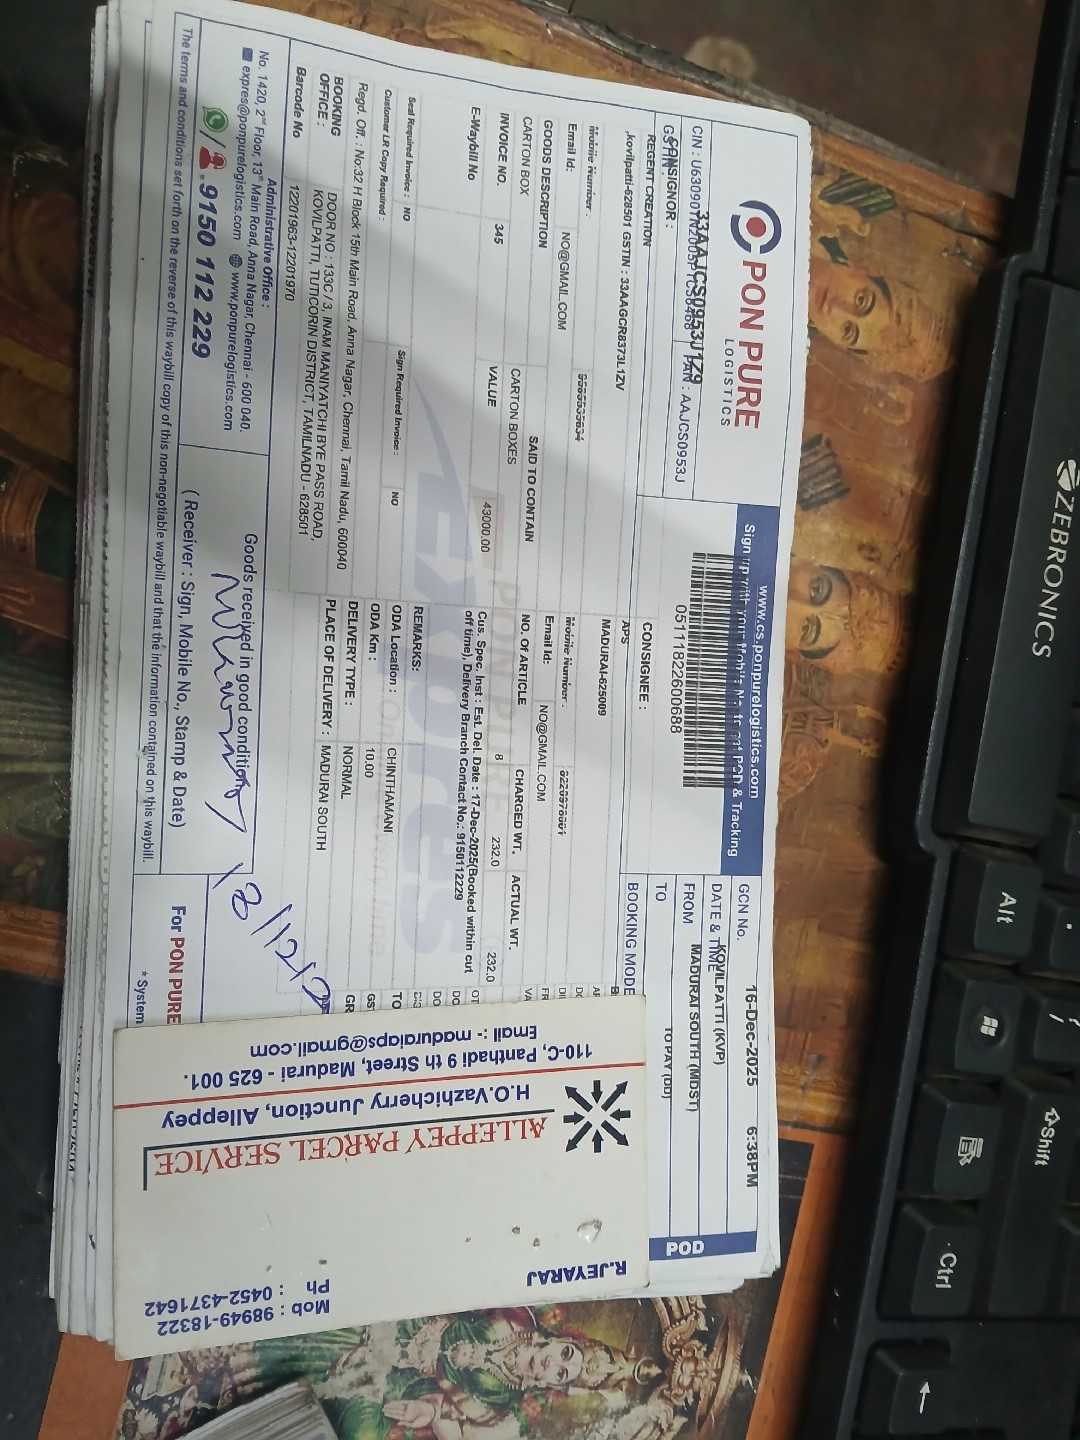 PON PURE
LOGISTICS
www.cs.ponpurelogistics.com
Sign up with your Mobile No. to get POD & Tracking
GCN No. 16-Dec-2025 6:38PM
DATE & TIME
KOVILPATTI (KVP)
FROM MADURAI SOUTH (MDST)
TO TO PAY (DD)
BOOKING MODE
POD
05111822600688
PAN : AAJCS0953J
GSTIN : 33AAJCS0953J1Z9
CONSIGNOR :
REGENT CREATION
,kovilpatti-628501 GSTIN : 33AAGCR8373L1ZV
Mobile Number :
Email Id: NO@GMAIL.COM
CONSIGNEE :
APS
MADURAI-625009
Mobile Number :
Email Id: NO@GMAIL.COM
GOODS DESCRIPTION SAID TO CONTAIN NO. Of ARTICLE CHARGED WT. ACTUAL WT.
CARTON BOX CARTON BOXES 8 232.0 232.0
INVOICE NO. 345 VALUE 43000.00
E-Waybill No
Cus. Spec. Inst : Est. Del. Date : 17-Dec-2025(Booked within cut
off time), Delivery Branch Contact No.: 9150112229
PON PURE
EXPRESS
REMARKS:
Seal Required Invoice : NO Sign Required Invoice : NO
Customer LR Copy Required :
ODA Location : CHINTHAMANI
ODA Km : 10.00
DELIVERY TYPE : NORMAL
PLACE OF DELIVERY : MADURAI SOUTH
Regd. Off. : No:32 H Block 15th Main Road, Anna Nagar, Chennai, Tamil Nadu, 600040
BOOKING OFFICE :
DOOR NO : 133C / 3, INAM MANIYATCHI BYE PASS ROAD,
KOVILPATTI, TUTICORIN DISTRICT, TAMILNADU - 628501
Barcode No 12201963-12201970
Administrative Office :
No. 1420, 2nd Floor, 13th Main Road, Anna Nagar, Chennai - 600 040.
expres@ponpurelogistics.com www.ponpurelogistics.com
9150 112 229
Goods received in good condition
18/12/2
( Receiver : Sign, Mobile No., Stamp & Date)
For PON PURE
* System
The terms and conditions set forth on the reverse of this waybill copy of this non-negotiable waybill and that the information contained on this waybill.
R.JEYARAJ
Mob : 98949-18322
Ph : 0452-4371642
ALLEPPEY PARCEL SERVICE
H.O.Vazhicherry Junction, Alleppey
110-C, Panthadi 9 th Street, Madurai - 625 001.
Email :- maduraiaps@gmail.com
ZEBRONICS
Alt
Shift
Ctrl